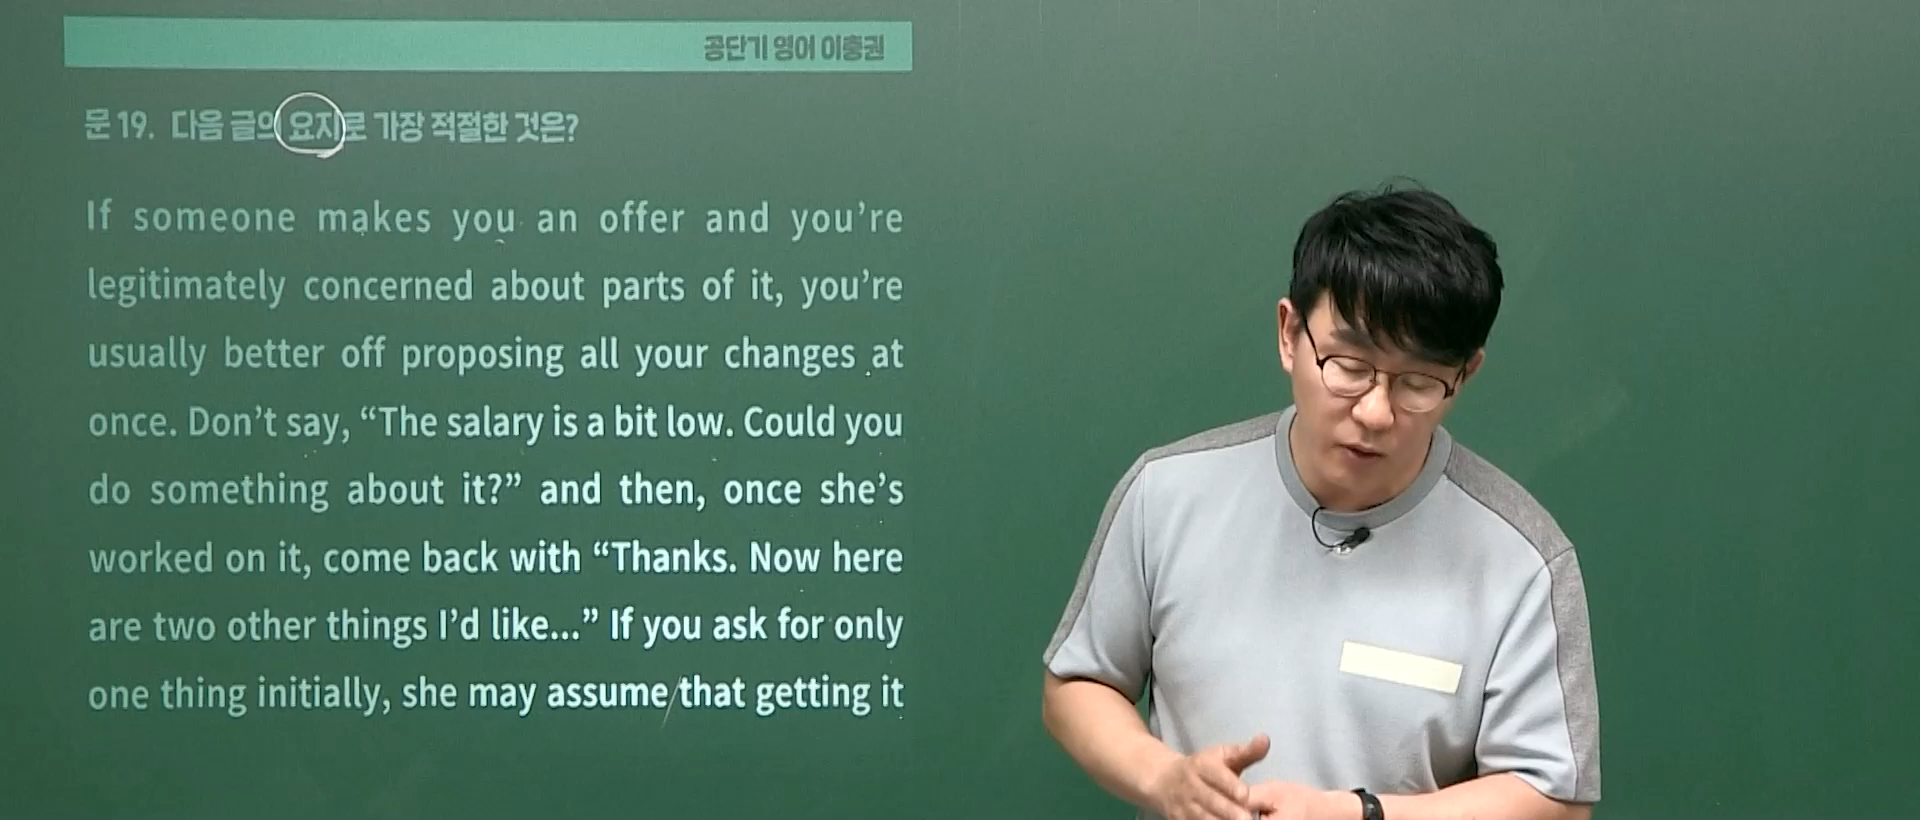 공단기 영어 이충권
문 19. 다음 글의 요지로 가장 적절한 것은?
If someone makes you an offer and you’re
legitimately concerned about parts of it, you’re
usually better off proposing all your changes at
once. Don’t say, “The salary is a bit low. Could you
do something about it?” and then, once she’s
worked on it, come back with “Thanks. Now here
are two other things I’d like...” If you ask for only
one thing initially, she may assume that getting it